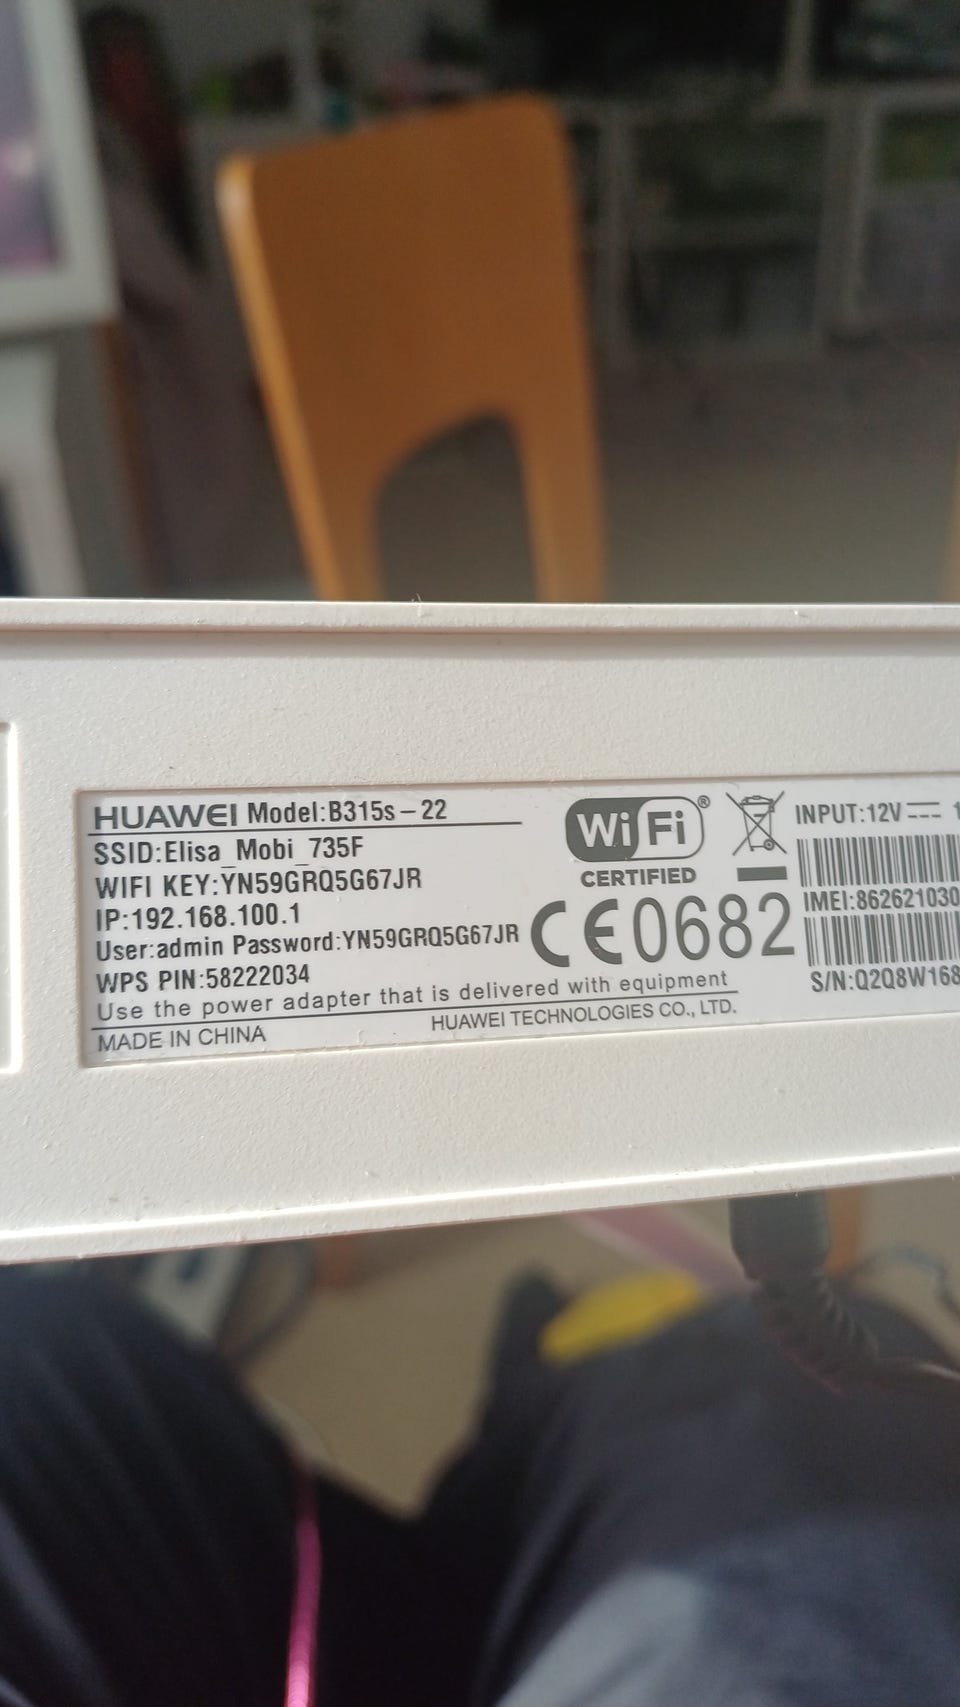 HUAWEI Model:B315s-22
SSID:Elisa_Mobi_735F
WIFI KEY:YN59GRQ5G67JR
IP:192.168.100.1
User:admin Password:YN59GRQ5G67JR
WPS PIN:58222034
Use the power adapter that is delivered with equipment
MADE IN CHINA
HUAWEI TECHNOLOGIES CO., LTD.
WiFi®
CERTIFIED
CE0682
INPUT:12V
IMEI:862621030
S/N:Q2Q8W168